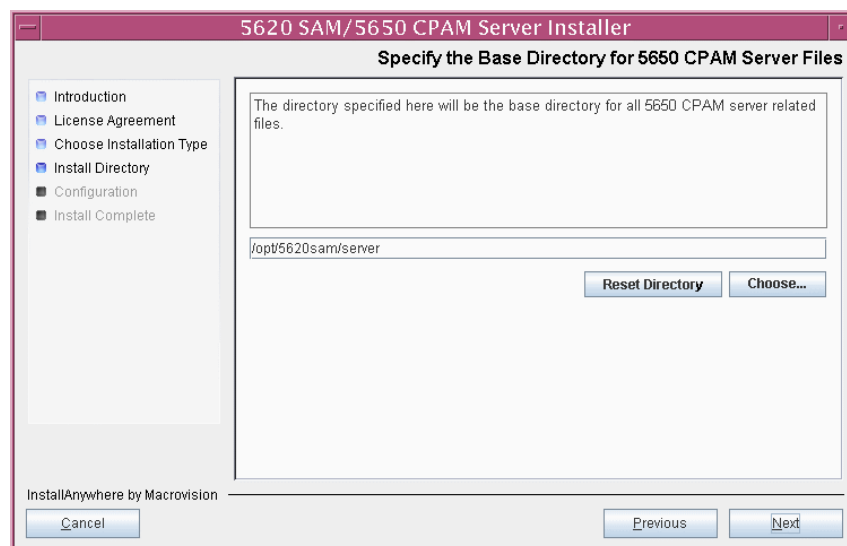 5620 SAM/5650 CPAM Server Installer
Specify the Base Directory for 5650 CPAM Server Files
Introduction
License Agreement
Choose Installation Type
Install Directory
Configuration
Install Complete
The directory specified here will be the base directory for all 5650 CPAM server related
files.
/opt/5620sam/server
Reset Directory
Choose...
InstallAnywhere by Macrovision
Cancel
Previous
Next